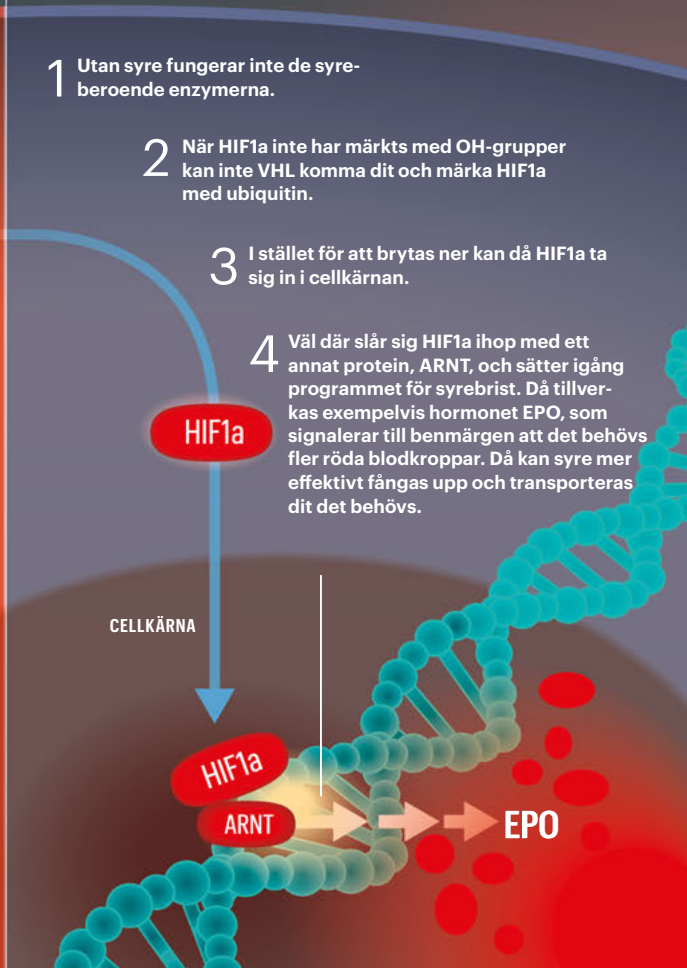 1 Utan syre fungerar inte de syre-
beroende enzymerna.
2 När HIF1a inte har märkts med OH-grupper
kan inte VHL komma dit och märka HIF1a
med ubiquitin.
3 I stället för att brytas ner kan då HIF1a ta
sig in i cellkärnan.
4 Väl där slår sig HIF1a ihop med ett
annat protein, ARNT, och sätter igång
programmet för syrebrist. Då tillver-
kas exempelvis hormonet EPO, som
signalerar till benmärgen att det behövs
fler röda blodkroppar. Då kan syre mer
effektivt fångas upp och transporteras
dit det behövs.
HIF1a
CELLKÄRNA
HIF1a
ARNT
EPO